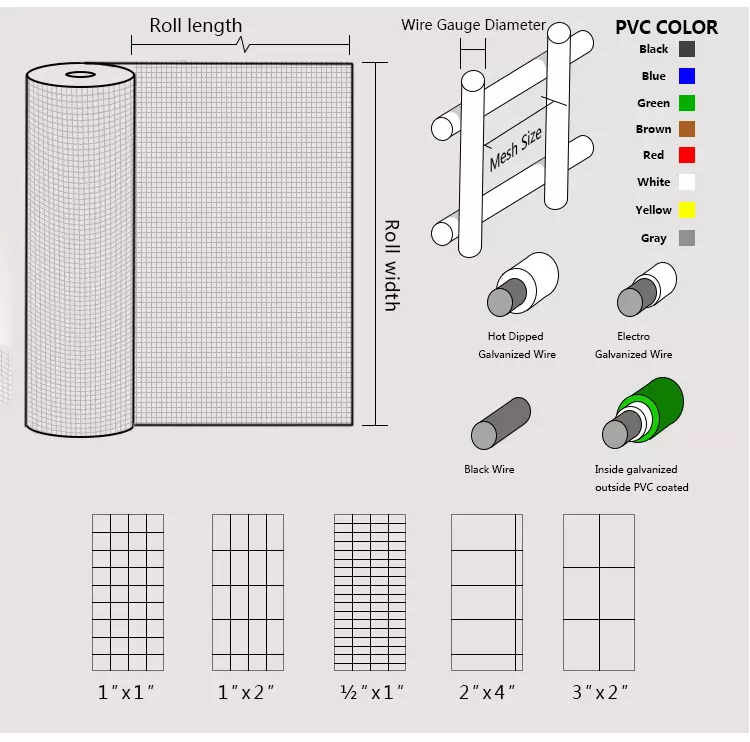 Roll length
Wire Gauge Diameter
PVC COLOR
Black
Blue
Green
Brown
Red
White
Yellow
Gray
Mesh Size
Roll width
Hot Dipped
Galvanized Wire
Electro
Galvanized Wire
Black Wire
Inside galvanized
outside PVC coated
1"x1"
1"x2"
½"x1"
2"x4"
3"x2"